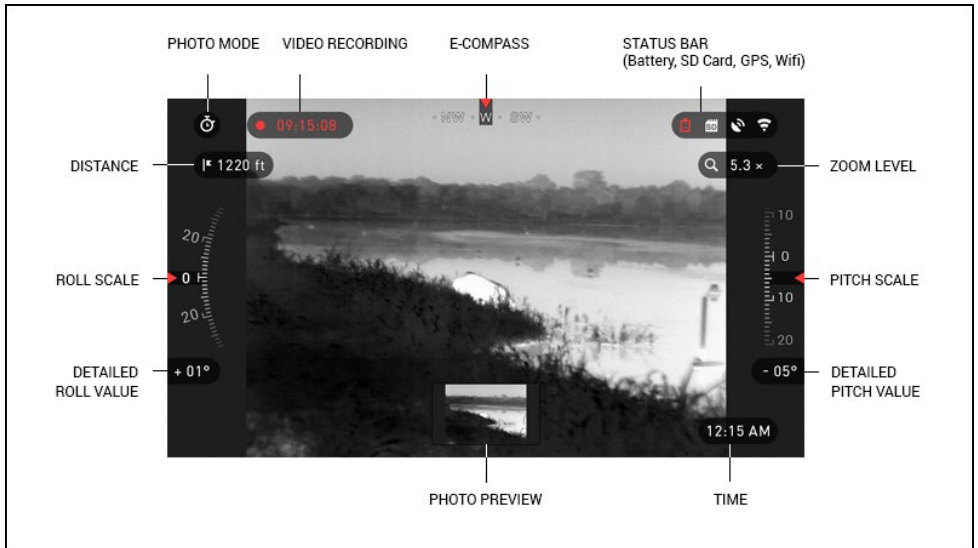 PHOTO MODE
VIDEO RECORDING
E-COMPASS
STATUS BAR
(Battery, SD Card, GPS, Wifi)
09:15:08
· NW · W · SW ·
SD
DISTANCE
1220 ft
5.3 ×
ZOOM LEVEL
20
10
0
ROLL SCALE
0
PITCH SCALE
10
20
20
DETAILED
ROLL VALUE
+ 01°
- 05°
DETAILED
PITCH VALUE
12:15 AM
PHOTO PREVIEW
TIME